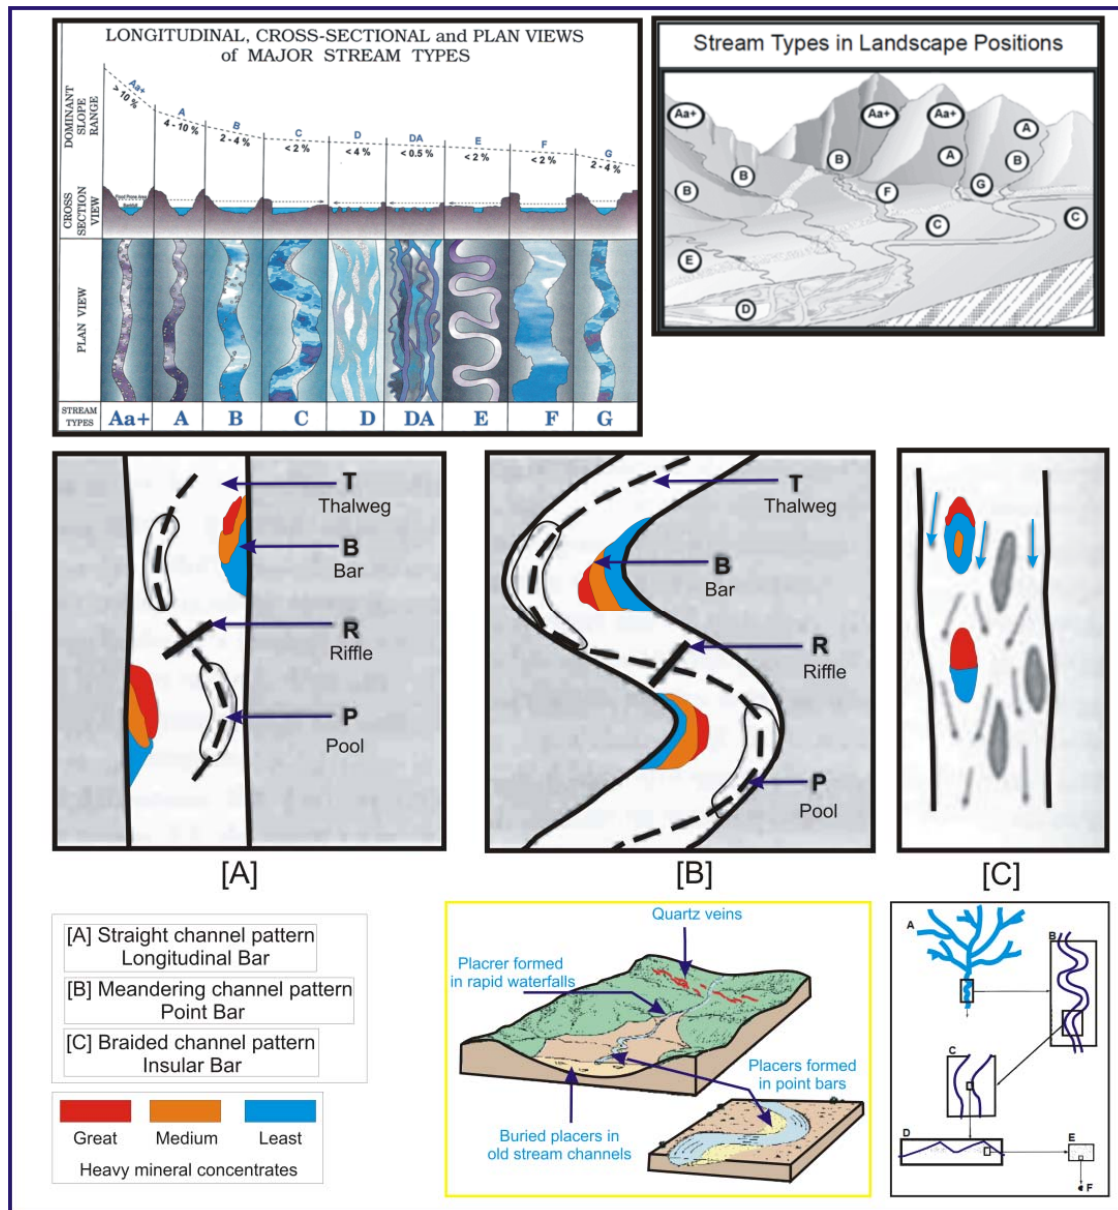 LONGITUDINAL, CROSS-SECTIONAL and PLAN VIEWS
of MAJOR STREAM TYPES
DOMINANT
SLOPE
RANGE
Aa+
> 10 %
A
4 - 10 %
B
2 - 4 %
C
< 2 %
D
< 4 %
DA
< 0.5 %
E
< 2 %
F
< 2 %
G
2 - 4 %
CROSS
SECTION
VIEW
PLAN VIEW
STREAM
TYPES
Aa+ A B C D DA E F G
Stream Types in Landscape Positions
Aa+
Aa+
Aa+
A
B
A
B
B
B
F
G
C
C
E
D
T
Thalweg
B
Bar
R
Riffle
P
Pool
[A]
T
Thalweg
B
Bar
R
Riffle
P
Pool
[B]
[C]
[A] Straight channel pattern
Longitudinal Bar
[B] Meandering channel pattern
Point Bar
[C] Braided channel pattern
Insular Bar
Great Medium Least
Heavy mineral concentrates
Quartz veins
Placrer formed
in rapid waterfalls
Placers formed
in point bars
Buried placers in
old stream channels
A
B
C
D
E
F